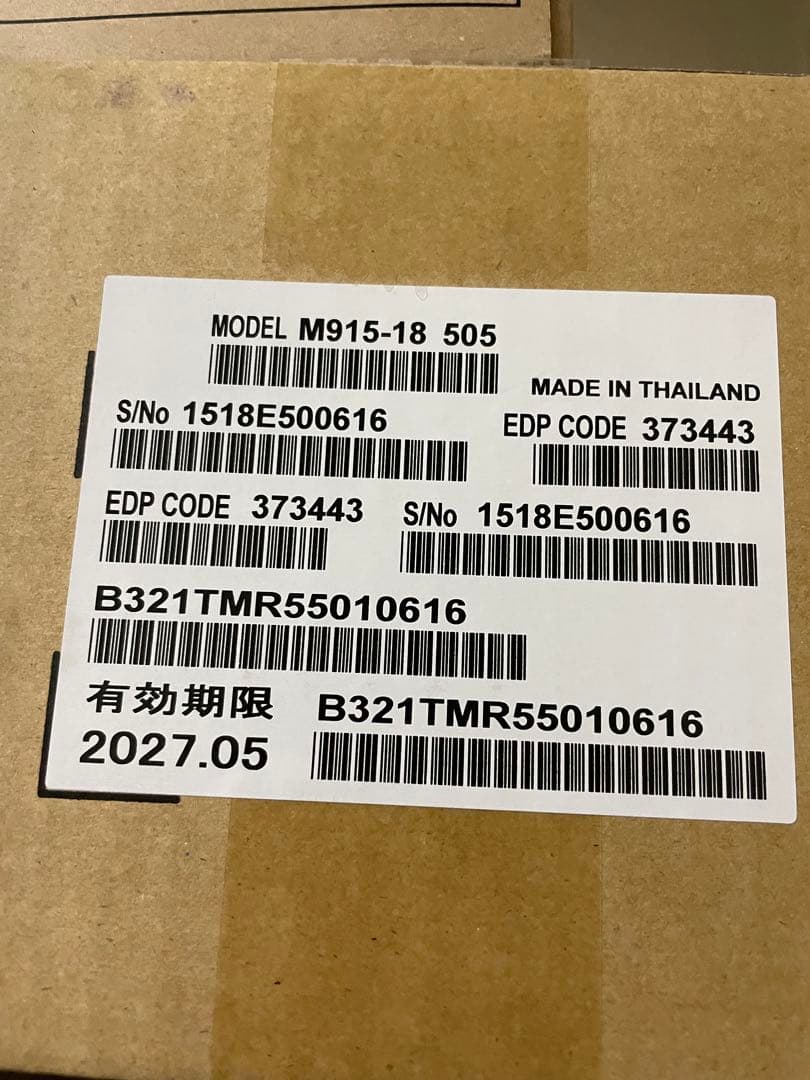 MODEL M915-18 505
MADE IN THAILAND
S/No 1518E500616
EDP CODE 373443
EDP CODE 373443
S/No 1518E500616
B321TMR55010616
有効期限
2027.05
B321TMR55010616